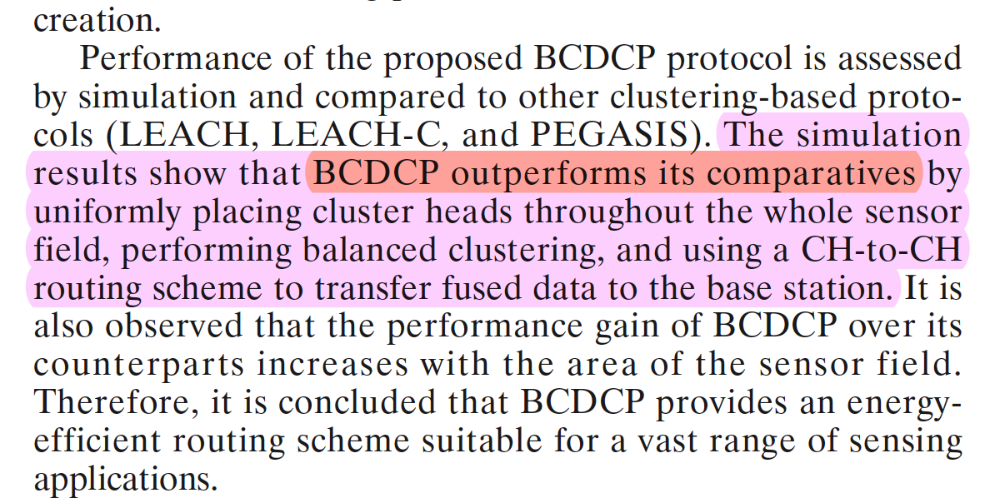 creation.
Performance of the proposed BCDCP protocol is assessed
by simulation and compared to other clustering-based proto-
cols (LEACH, LEACH-C, and PEGASIS). The simulation
results show that BCDCP outperforms its comparatives by
uniformly placing cluster heads throughout the whole sensor
field, performing balanced clustering, and using a CH-to-CH
routing scheme to transfer fused data to the base station. It is
also observed that the performance gain of BCDCP over its
counterparts increases with the area of the sensor field.
Therefore, it is concluded that BCDCP provides an energy-
efficient routing scheme suitable for a vast range of sensing
applications.